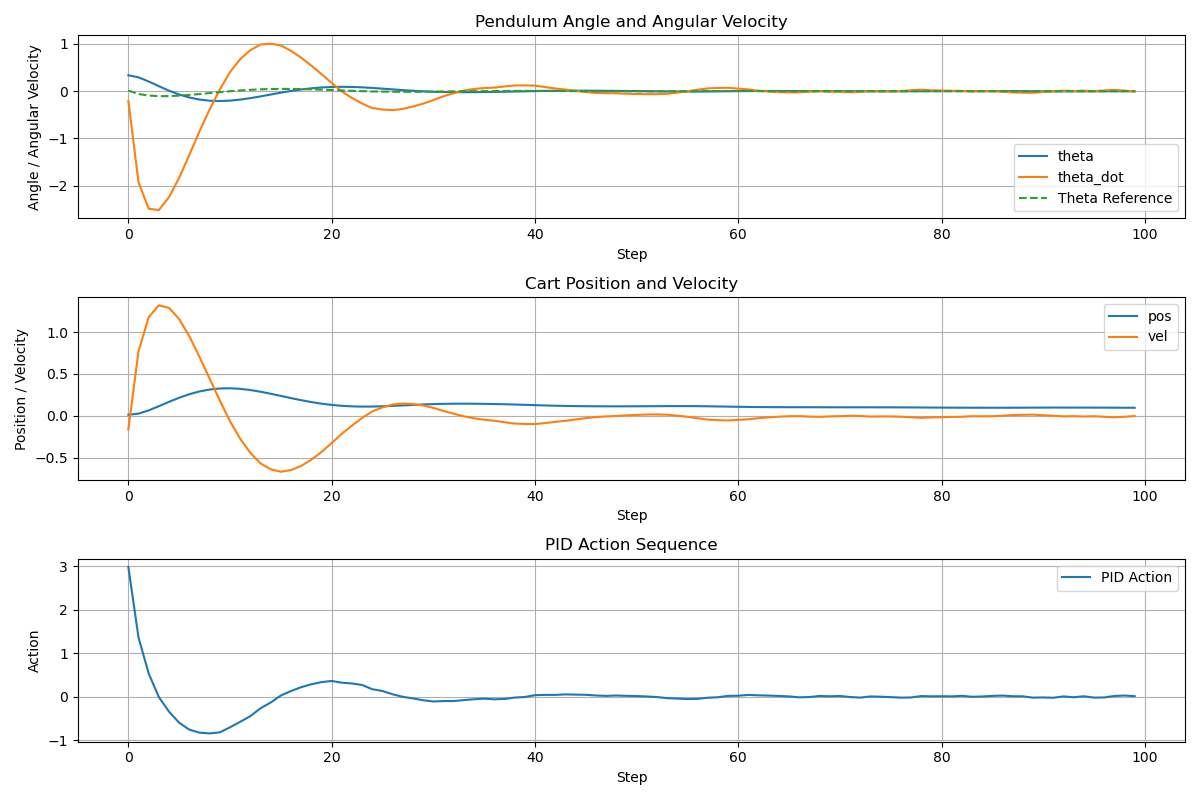 Pendulum Angle and Angular Velocity
Angle / Angular Velocity
1
0
−1
−2
theta
theta_dot
Theta Reference
0 20 40 60 80 100
Step
Cart Position and Velocity
Position / Velocity
1.0
0.5
0.0
−0.5
pos
vel
0 20 40 60 80 100
Step
PID Action Sequence
Action
3
2
1
0
−1
PID Action
0 20 40 60 80 100
Step